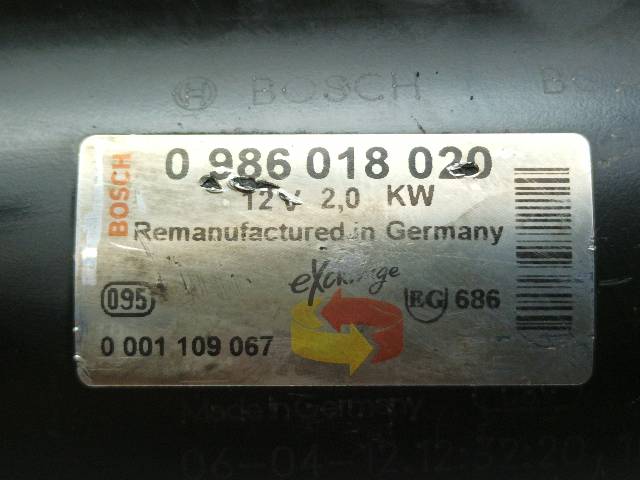 BOSCH
BOSCH
0 986 018 020
12 V 2,0 KW
Remanufactured in Germany
eXchange
095
EG 686
0 001 109 067
Made in Germany